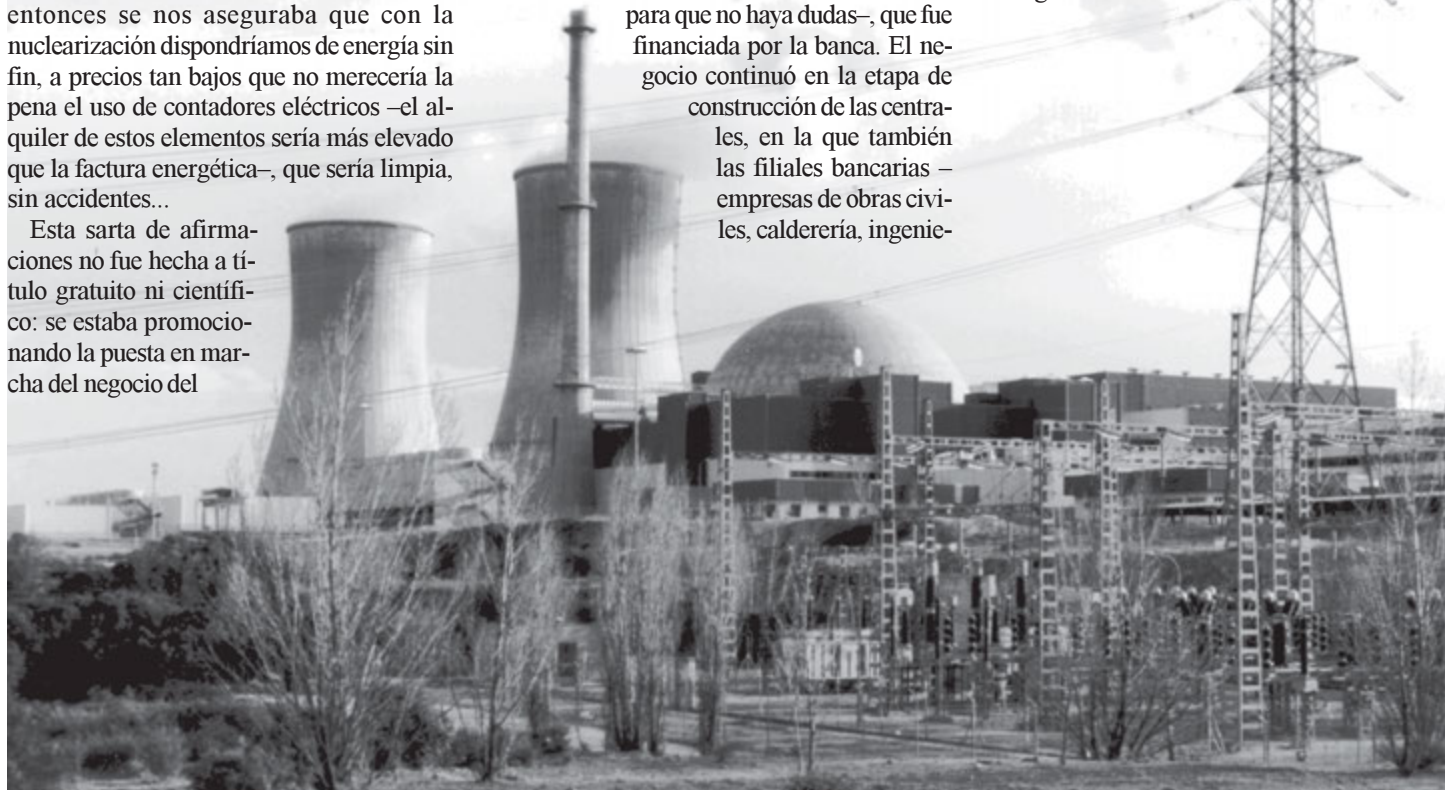 entonces se nos aseguraba que con la
nuclearización dispondríamos de energía sin
fin, a precios tan bajos que no merecería la
pena el uso de contadores eléctricos –el al-
quiler de estos elementos sería más elevado
que la factura energética–, que sería limpia,
sin accidentes...
Esta sarta de afirma-
ciones no fue hecha a tí-
tulo gratuito ni científi-
co: se estaba promocio-
nando la puesta en mar-
cha del negocio del
para que no haya dudas–, que fue
financiada por la banca. El ne-
gocio continuó en la etapa de
construcción de las centra-
les, en la que también
las filiales bancarias –
empresas de obras civi-
les, calderería, ingenie-